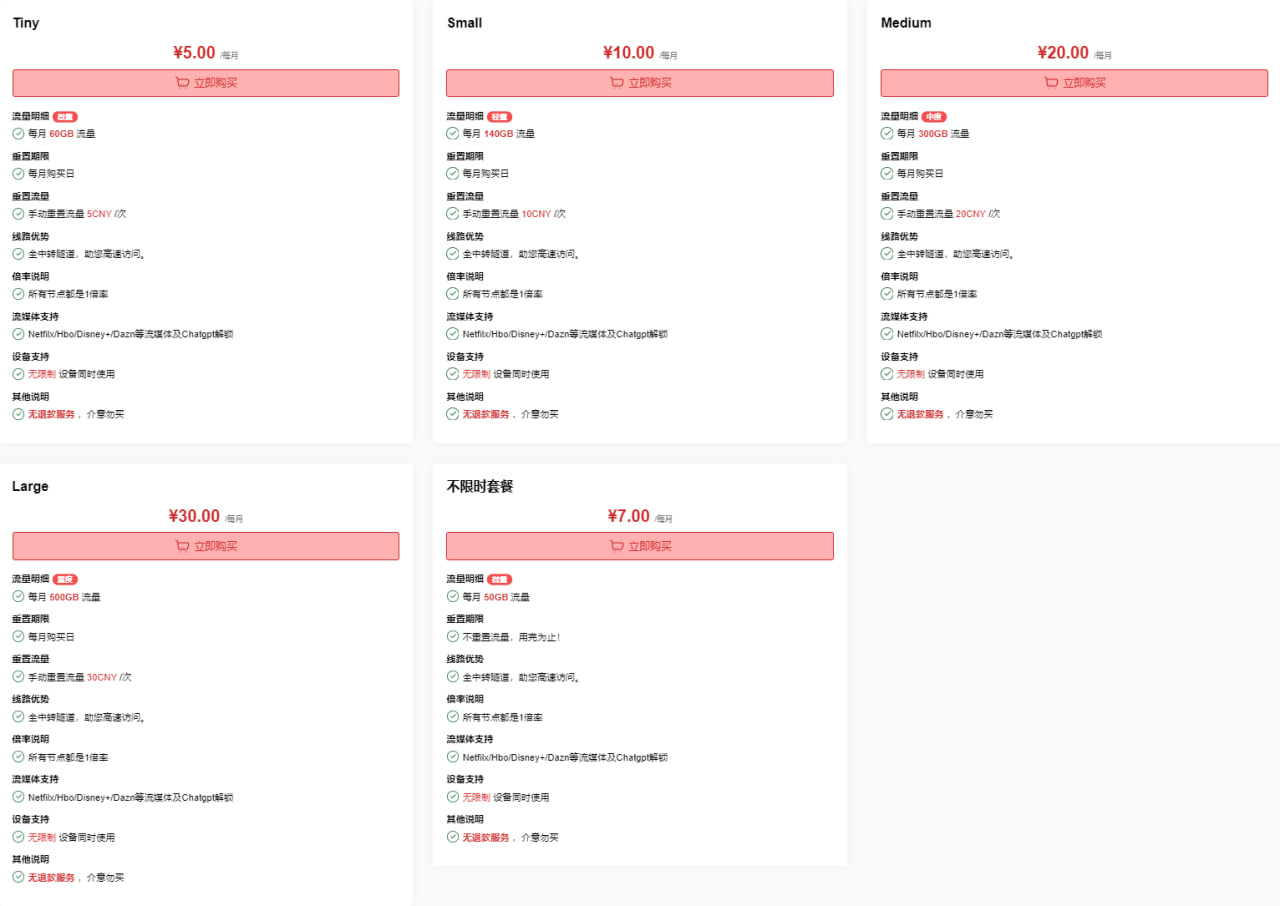 Tiny
¥5.00 /每月
立即购买
流量明细 微量
每月 60GB 流量
重置期限
每月购买日
重置流量
手动重置流量 5CNY /次
线路优势
全中转隧道，助您高速访问。
倍率说明
所有节点都是1倍率
流媒体支持
Netfilx/Hbo/Disney+/Dazn等流媒体及Chatgpt解锁
设备支持
无限制 设备同时使用
其他说明
无退款服务 ，介意勿买
Small
¥10.00 /每月
立即购买
流量明细 轻量
每月 140GB 流量
重置期限
每月购买日
重置流量
手动重置流量 10CNY /次
线路优势
全中转隧道，助您高速访问。
倍率说明
所有节点都是1倍率
流媒体支持
Netfilx/Hbo/Disney+/Dazn等流媒体及Chatgpt解锁
设备支持
无限制 设备同时使用
其他说明
无退款服务 ，介意勿买
Medium
¥20.00 /每月
立即购买
流量明细 中度
每月 300GB 流量
重置期限
每月购买日
重置流量
手动重置流量 20CNY /次
线路优势
全中转隧道，助您高速访问。
倍率说明
所有节点都是1倍率
流媒体支持
Netfilx/Hbo/Disney+/Dazn等流媒体及Chatgpt解锁
设备支持
无限制 设备同时使用
其他说明
无退款服务 ，介意勿买
Large
¥30.00 /每月
立即购买
流量明细 重度
每月 500GB 流量
重置期限
每月购买日
重置流量
手动重置流量 30CNY /次
线路优势
全中转隧道，助您高速访问。
倍率说明
所有节点都是1倍率
流媒体支持
Netfilx/Hbo/Disney+/Dazn等流媒体及Chatgpt解锁
设备支持
无限制 设备同时使用
其他说明
无退款服务 ，介意勿买
不限时套餐
¥7.00 /每月
立即购买
流量明细 微量
每月 50GB 流量
重置期限
不重置流量，用完为止！
线路优势
全中转隧道，助您高速访问。
倍率说明
所有节点都是1倍率
流媒体支持
Netfilx/Hbo/Disney+/Dazn等流媒体及Chatgpt解锁
设备支持
无限制 设备同时使用
其他说明
无退款服务 ，介意勿买